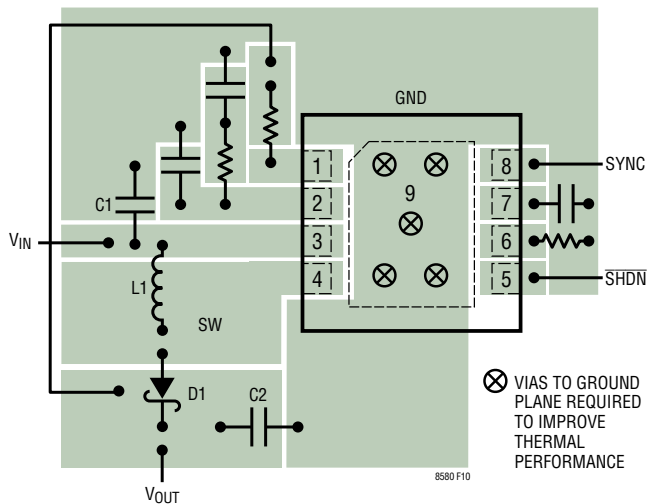 GND
1
8
SYNC
C1
2
9
7
VIN
3
6
L1
4
5
SHDN
SW
D1
C2
VIAS TO GROUND
PLANE REQUIRED
TO IMPROVE
THERMAL
PERFORMANCE
8580 F10
VOUT